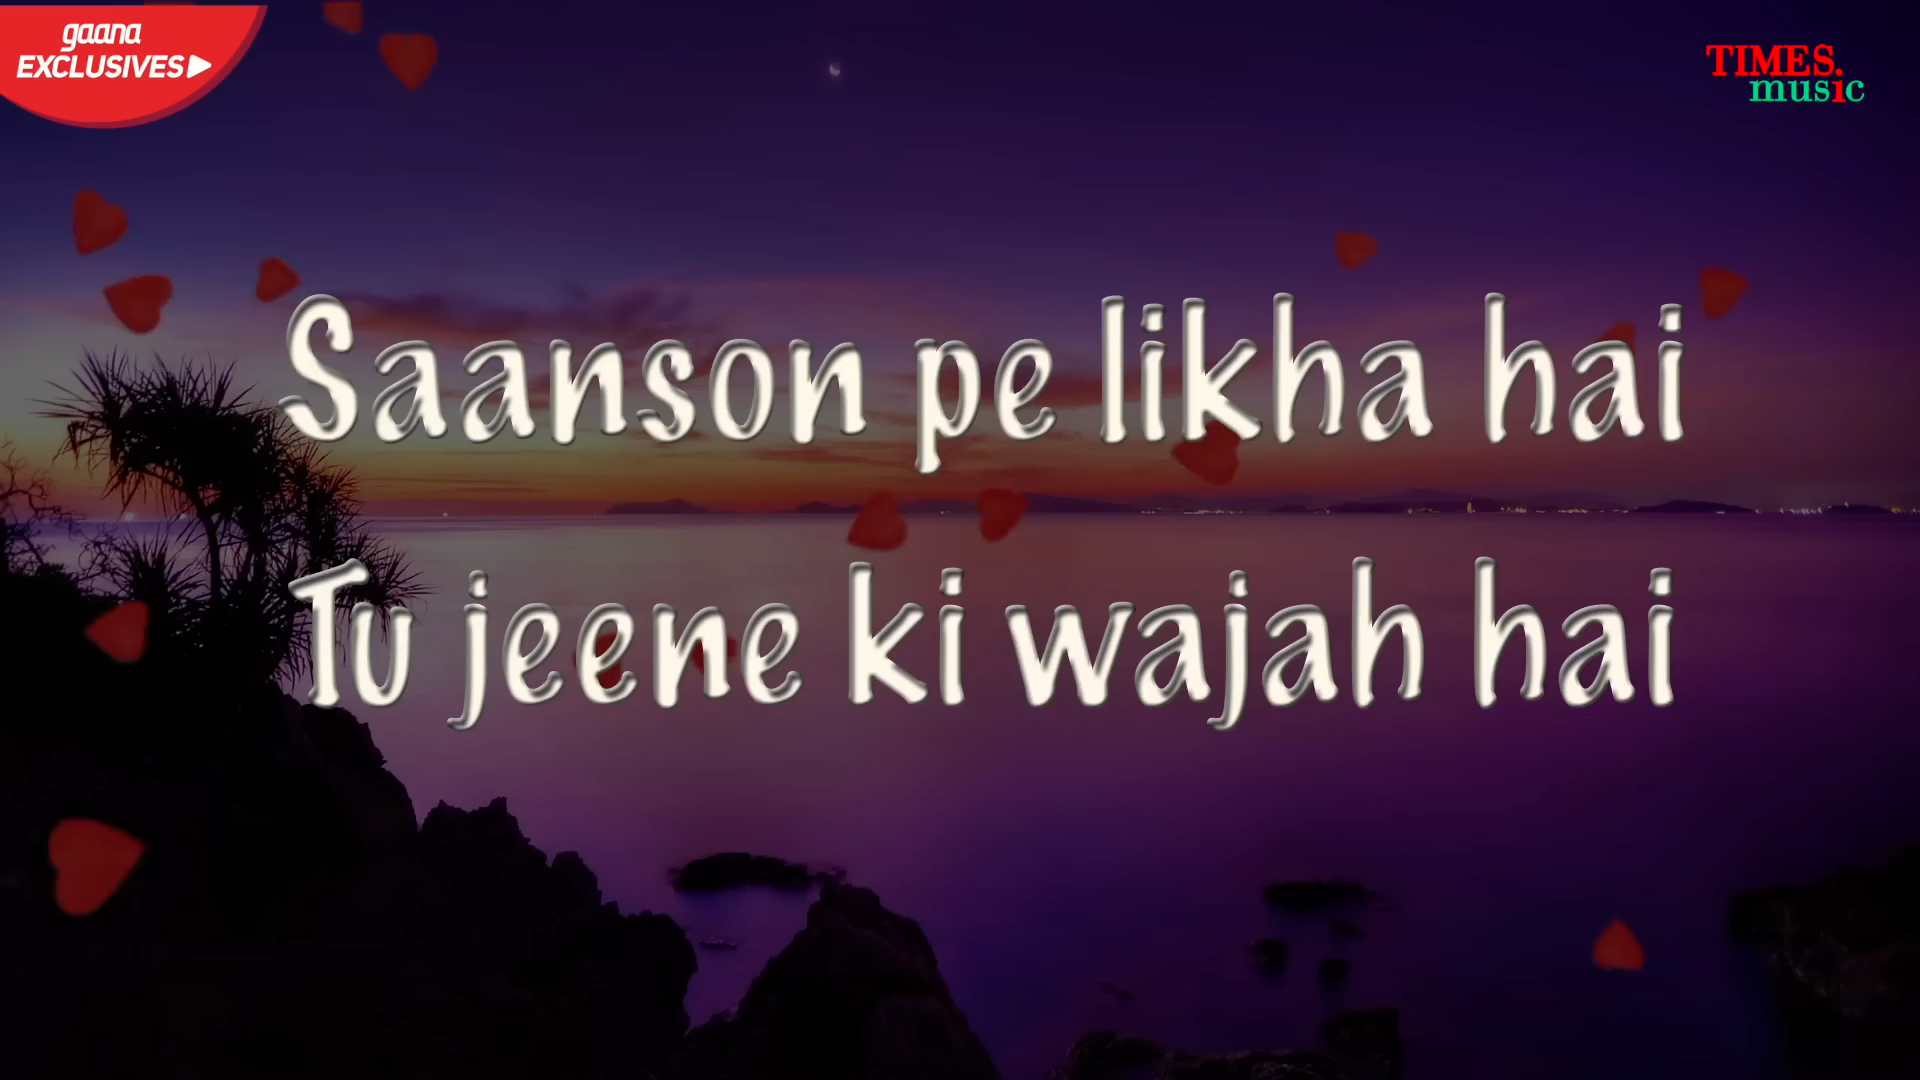 gaana
EXCLUSIVES
TIMES.
music
Saanson pe likha hai
Tu jeene ki wajah hai